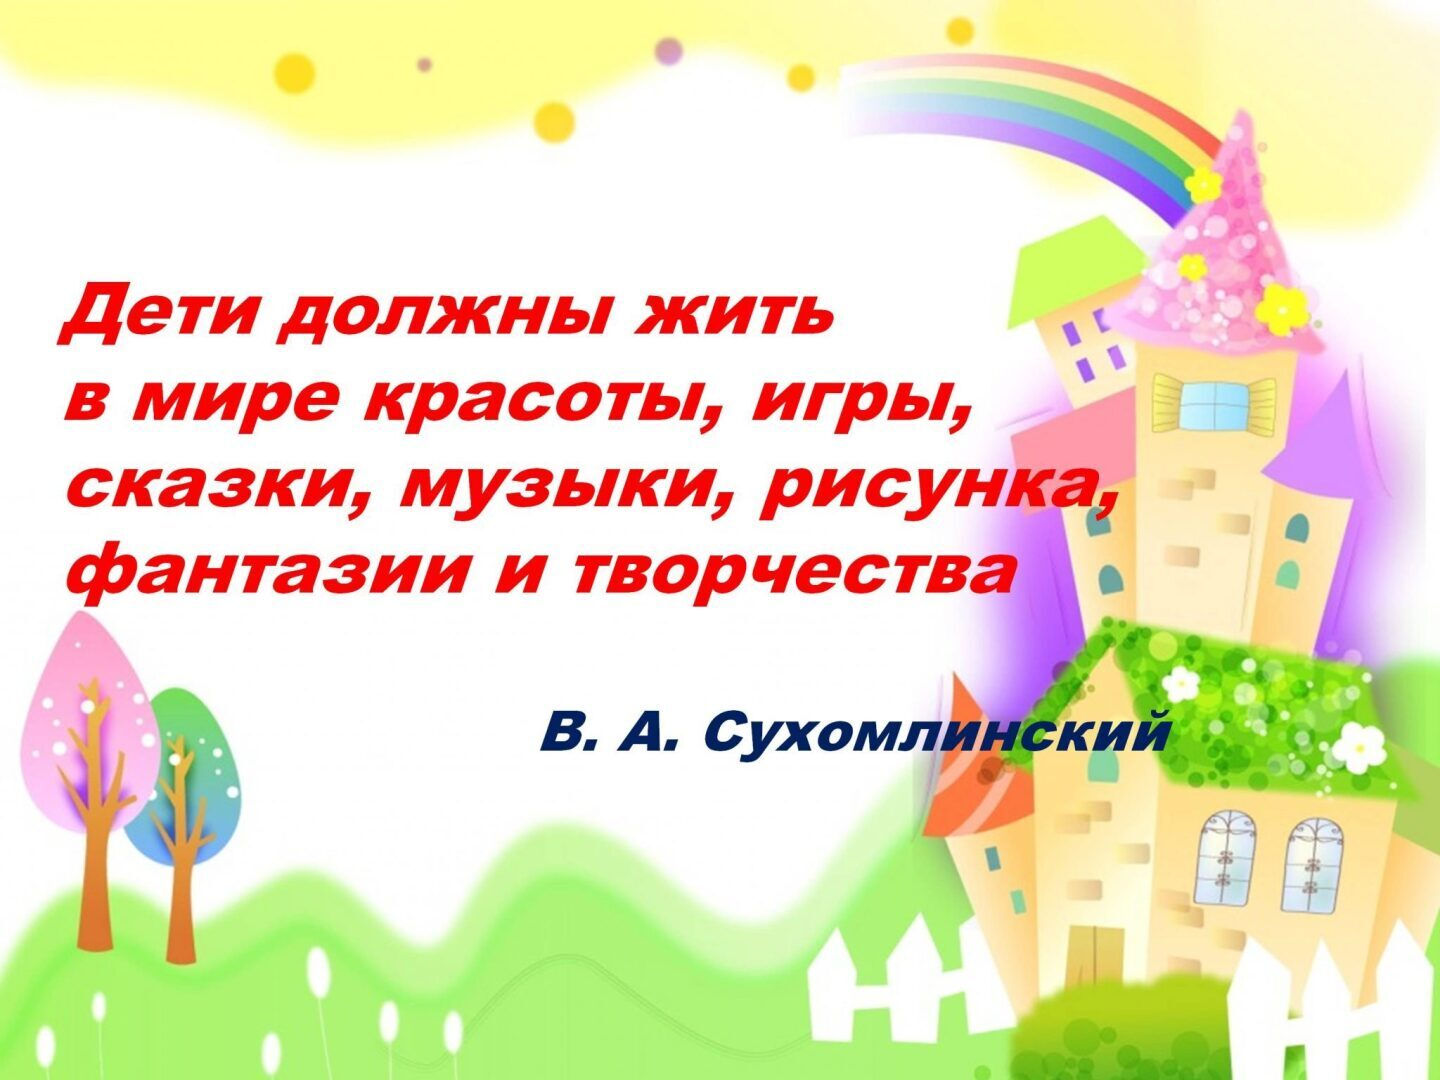 Дети должны жить
в мире красоты, игры,
сказки, музыки, рисунка,
фантазии и творчества
В. А. Сухомлинский